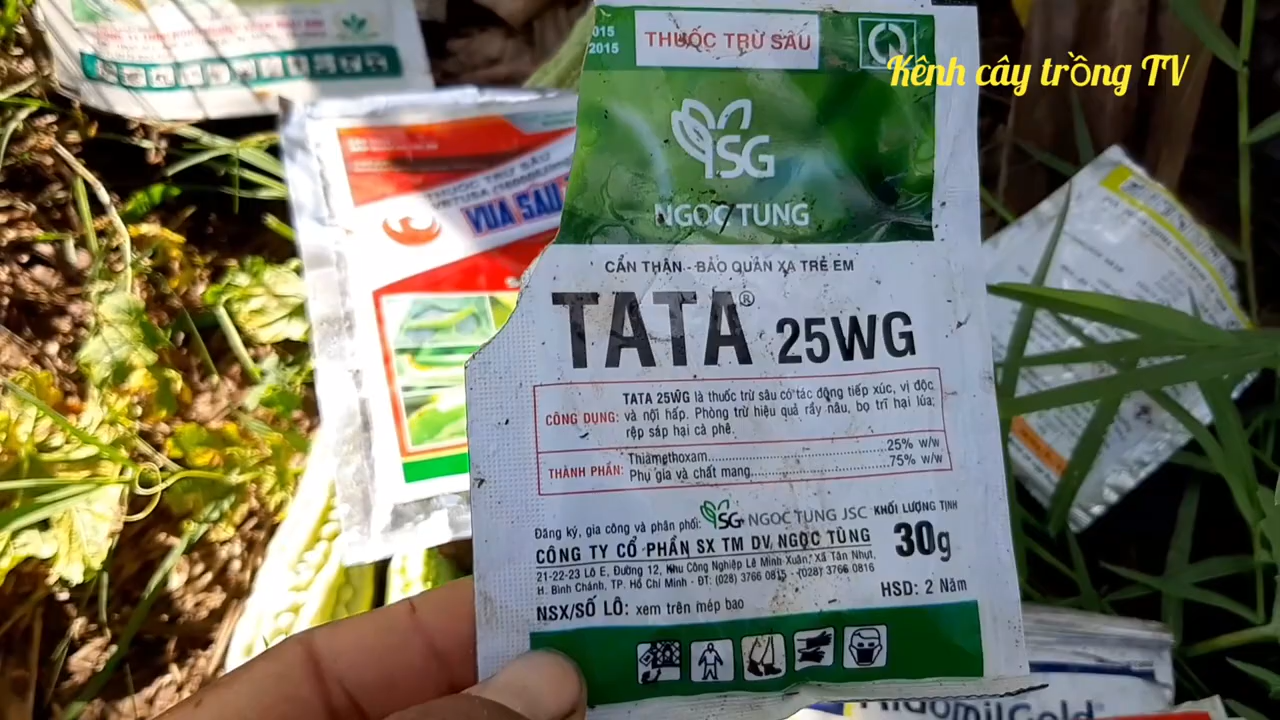 015
2015
THUỐC TRỪ SÂU
Kênh cây trồng TV
SG
NGỌC TÙNG
THUỐC TRỪ SÂU
VUA SÂU
CẨN THẬN - BẢO QUẢN XA TRẺ EM
TATA® 25WG
CÔNG DỤNG: TATA 25WG là thuốc trừ sâu có tác động tiếp xúc, vị độc
và nội hấp. Phòng trừ hiệu quả rầy nâu, bọ trĩ hại lúa;
rệp sáp hại cà phê.
THÀNH PHẦN: Thiamethoxam..............................25% w/w
Phụ gia và chất mang..............................75% w/w
Đăng ký, gia công và phân phối: SG NGOC TUNG JSC
KHỐI LƯỢNG TỊNH
30g
CÔNG TY CỔ PHẦN SX TM DV NGỌC TÙNG
21-22-23 Lô E, Đường 12, Khu Công Nghiệp Lê Minh Xuân, Xã Tân Nhựt,
H. Bình Chánh, TP. Hồ Chí Minh - ĐT: (028) 3766 0815 - (028) 3766 0816
HSD: 2 Năm
NSX/SỐ LÔ: xem trên mép bao